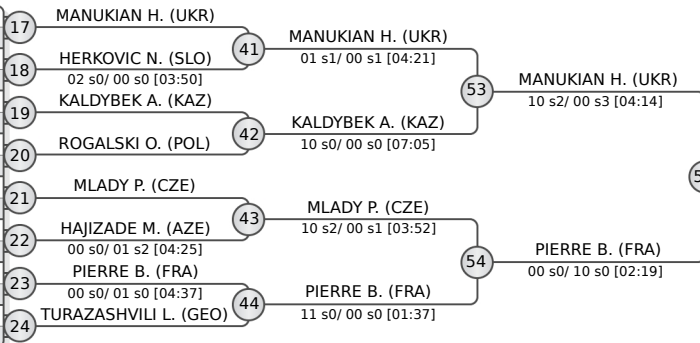 17
MANUKIAN H. (UKR)
18
HERKOVIC N. (SLO)
02 s0/ 00 s0 [03:50]
19
KALDYBEK A. (KAZ)
20
ROGALSKI O. (POL)
21
MLADY P. (CZE)
22
HAJIZADE M. (AZE)
00 s0/ 01 s2 [04:25]
23
PIERRE B. (FRA)
00 s0/ 01 s0 [04:37]
24
TURAZASHVILI L. (GEO)
41
MANUKIAN H. (UKR)
01 s1/ 00 s1 [04:21]
42
KALDYBEK A. (KAZ)
10 s0/ 00 s0 [07:05]
43
MLADY P. (CZE)
10 s2/ 00 s1 [03:52]
44
PIERRE B. (FRA)
11 s0/ 00 s0 [01:37]
53
MANUKIAN H. (UKR)
10 s2/ 00 s3 [04:14]
54
PIERRE B. (FRA)
00 s0/ 10 s0 [02:19]